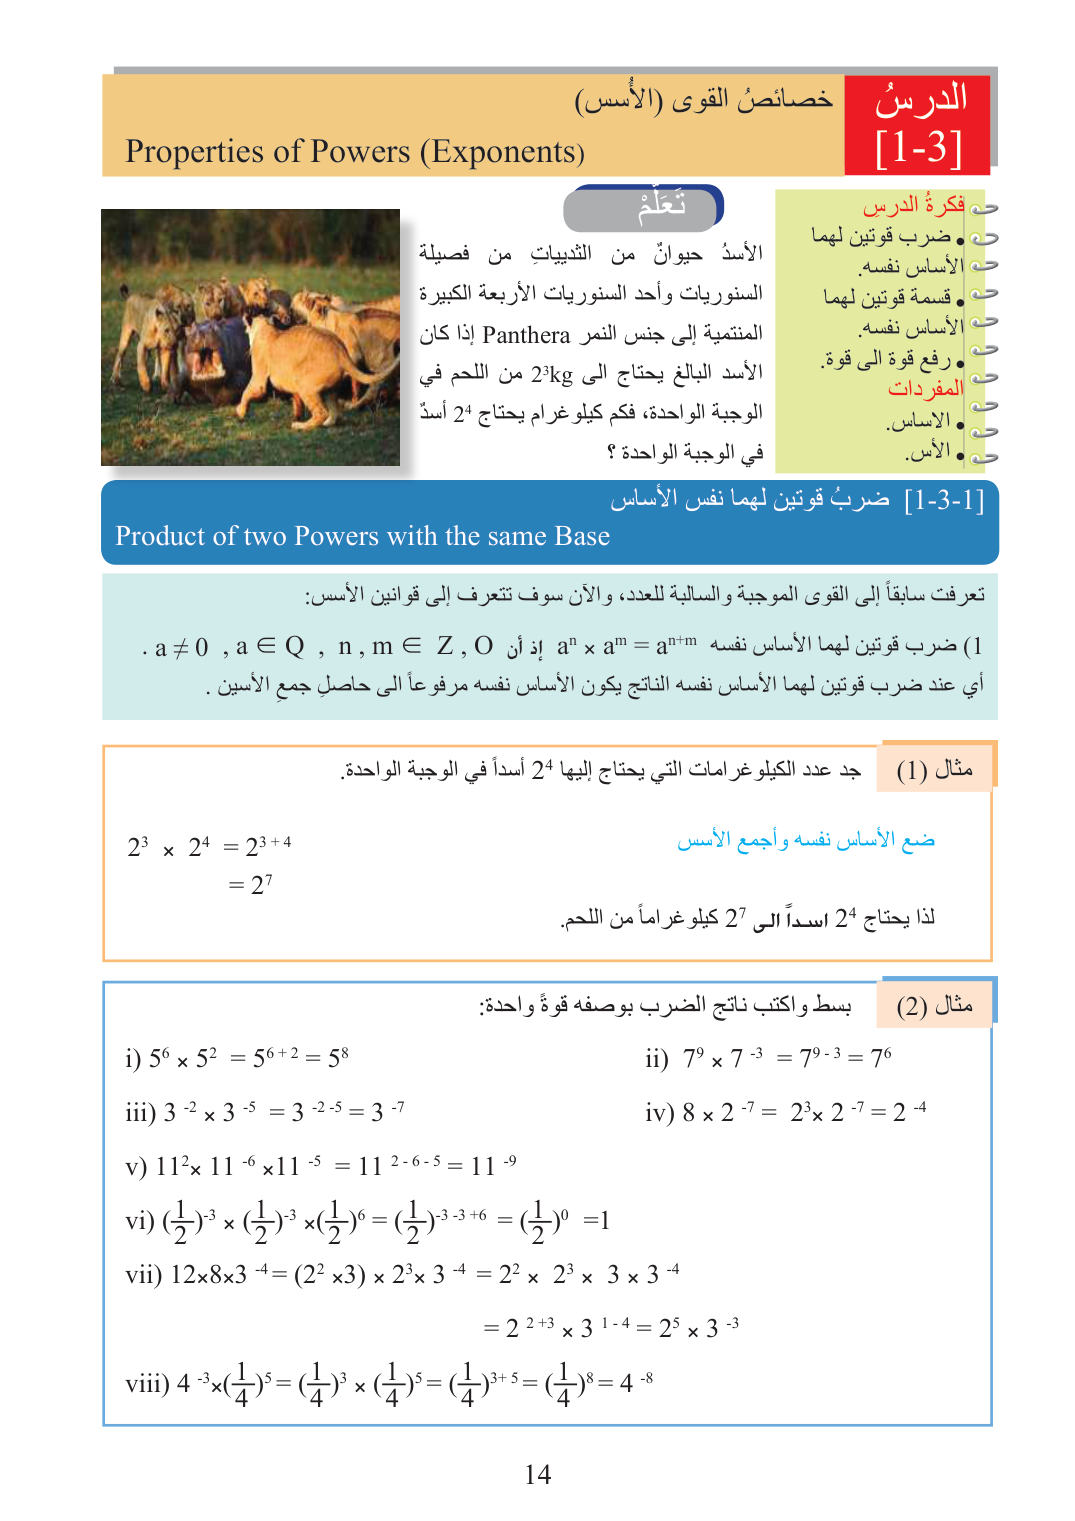 الدرسُ
[1-3]
خصائصُ القوى (الأُسس)
Properties of Powers (Exponents)
فكرةُ الدرسِ
• ضرب قوتين لهما
الأساس نفسه.
• قسمة قوتين لهما
الأساس نفسه.
• رفع قوة الى قوة.
المفردات
• الاساس.
• الأس.
تَعَلَّمْ
الأسدُ حيوانٌ من الثديياتِ من فصيلة
السنوريات وأحد السنوريات الأربعة الكبيرة
المنتمية إلى جنس النمر Panthera إذا كان
الأسد البالغ يحتاج الى 2³kg من اللحم في
الوجبة الواحدة، فكم كيلوغرام يحتاج 2⁴ أسدٌ
في الوجبة الواحدة ؟
[1-3-1] ضربُ قوتين لهما نفس الأساس
Product of two Powers with the same Base
تعرفت سابقاً إلى القوى الموجبة والسالبة للعدد، والآن سوف تتعرف إلى قوانين الأسس:
1) ضرب قوتين لهما الأساس نفسه aⁿ × aᵐ = aⁿ⁺ᵐ إذ أن a ≠ 0 , a ∈ Q , n , m ∈ Z , O .
أي عند ضرب قوتين لهما الأساس نفسه الناتج يكون الأساس نفسه مرفوعاً الى حاصلِ جمعِ الأسين .
مثال (1) جد عدد الكيلوغرامات التي يحتاج إليها 2⁴ أسداً في الوجبة الواحدة.
ضع الأساس نفسه وأجمع الأسس
2³ × 2⁴ = 2³ ⁺ ⁴
= 2⁷
لذا يحتاج 2⁴ اسداً الى 2⁷ كيلوغراماً من اللحم.
مثال (2) بسط واكتب ناتج الضرب بوصفه قوةً واحدة:
i) 5⁶ × 5² = 5⁶ ⁺ ² = 5⁸
ii) 7⁹ × 7 ⁻³ = 7⁹ ⁻ ³ = 7⁶
iii) 3 ⁻² × 3 ⁻⁵ = 3 ⁻² ⁻⁵ = 3 ⁻⁷
iv) 8 × 2 ⁻⁷ = 2³× 2 ⁻⁷ = 2 ⁻⁴
v) 11²× 11 ⁻⁶ ×11 ⁻⁵ = 11 ² ⁻ ⁶ ⁻ ⁵ = 11 ⁻⁹
vi) (1/2)⁻³ × (1/2)⁻³ ×(1/2)⁶ = (1/2)⁻³ ⁻³ ⁺⁶ = (1/2)⁰ =1
vii) 12×8×3 ⁻⁴ = (2² ×3) × 2³× 3 ⁻⁴ = 2² × 2³ × 3 × 3 ⁻⁴
= 2 ² ⁺³ × 3 ¹ ⁻ ⁴ = 2⁵ × 3 ⁻³
viii) 4 ⁻³×(1/4)⁵ = (1/4)³ × (1/4)⁵ = (1/4)³⁺ ⁵ = (1/4)⁸ = 4 ⁻⁸
14